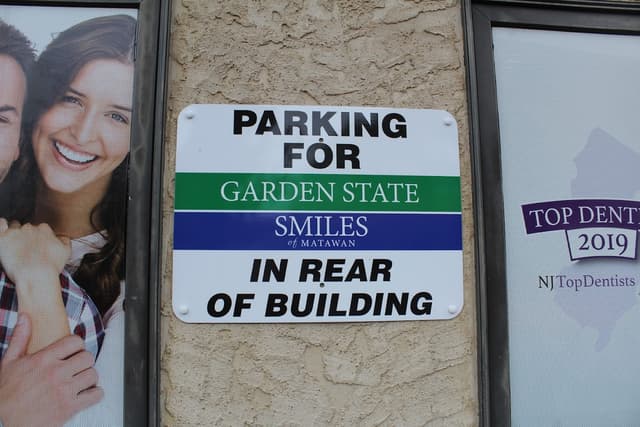 PARKING
FOR
GARDEN STATE
SMILES
of MATAWAN
IN REAR
OF BUILDING
TOP DENT
2019
NJTopDentists